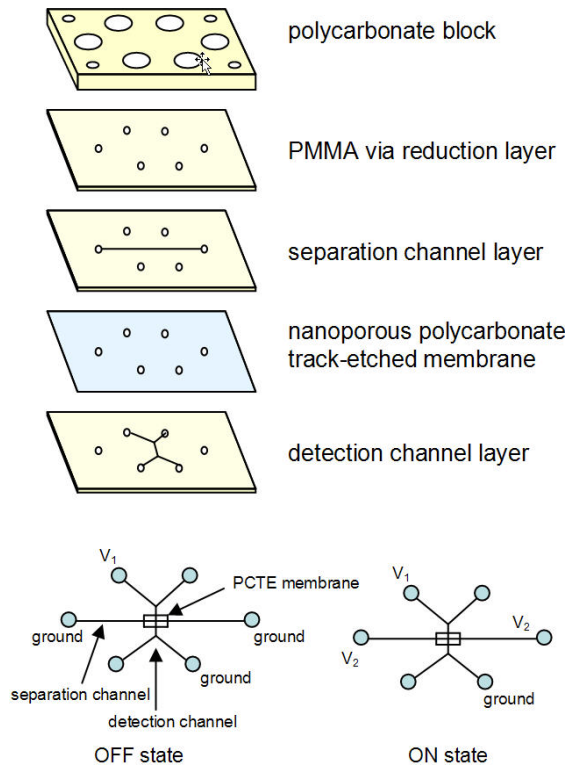 polycarbonate block
PMMA via reduction layer
separation channel layer
nanoporous polycarbonate
track-etched membrane
detection channel layer
V₁
PCTE membrane
ground
ground
separation channel
ground
detection channel
OFF state
V₁
V₂
V₂
ground
ON state